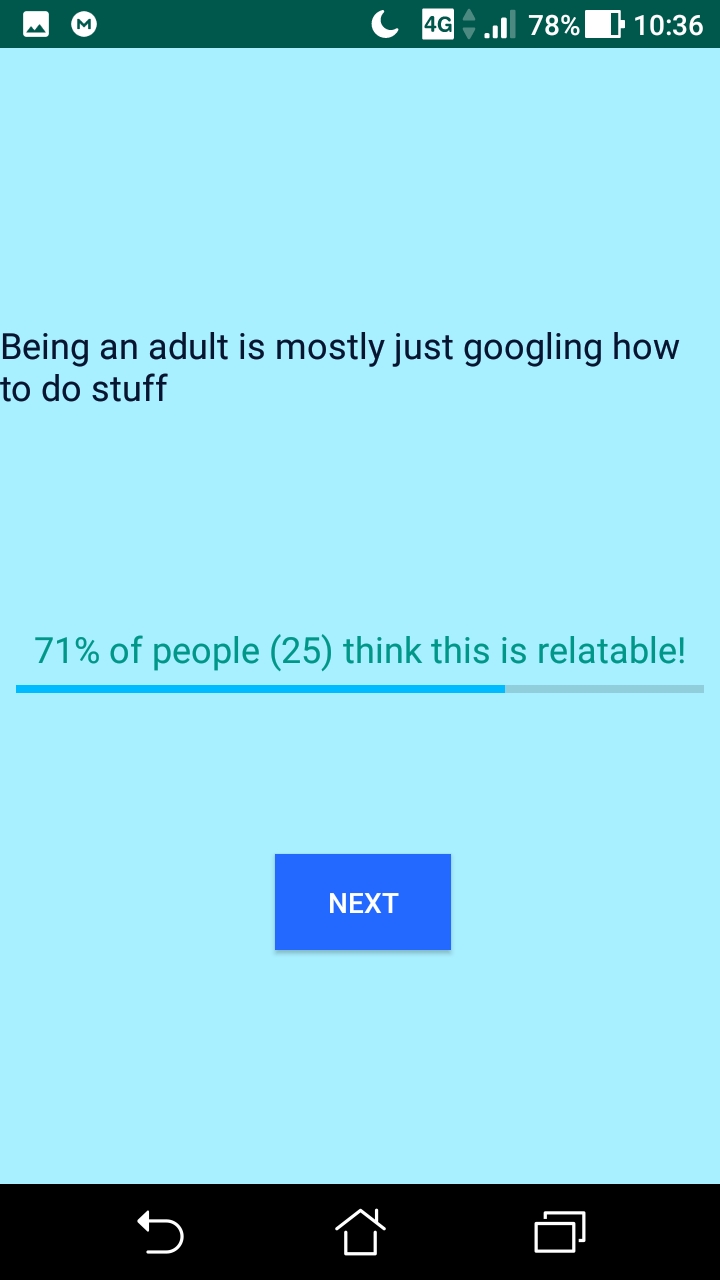 M
4G
78%
10:36
Being an adult is mostly just googling how
to do stuff
71% of people (25) think this is relatable!
NEXT